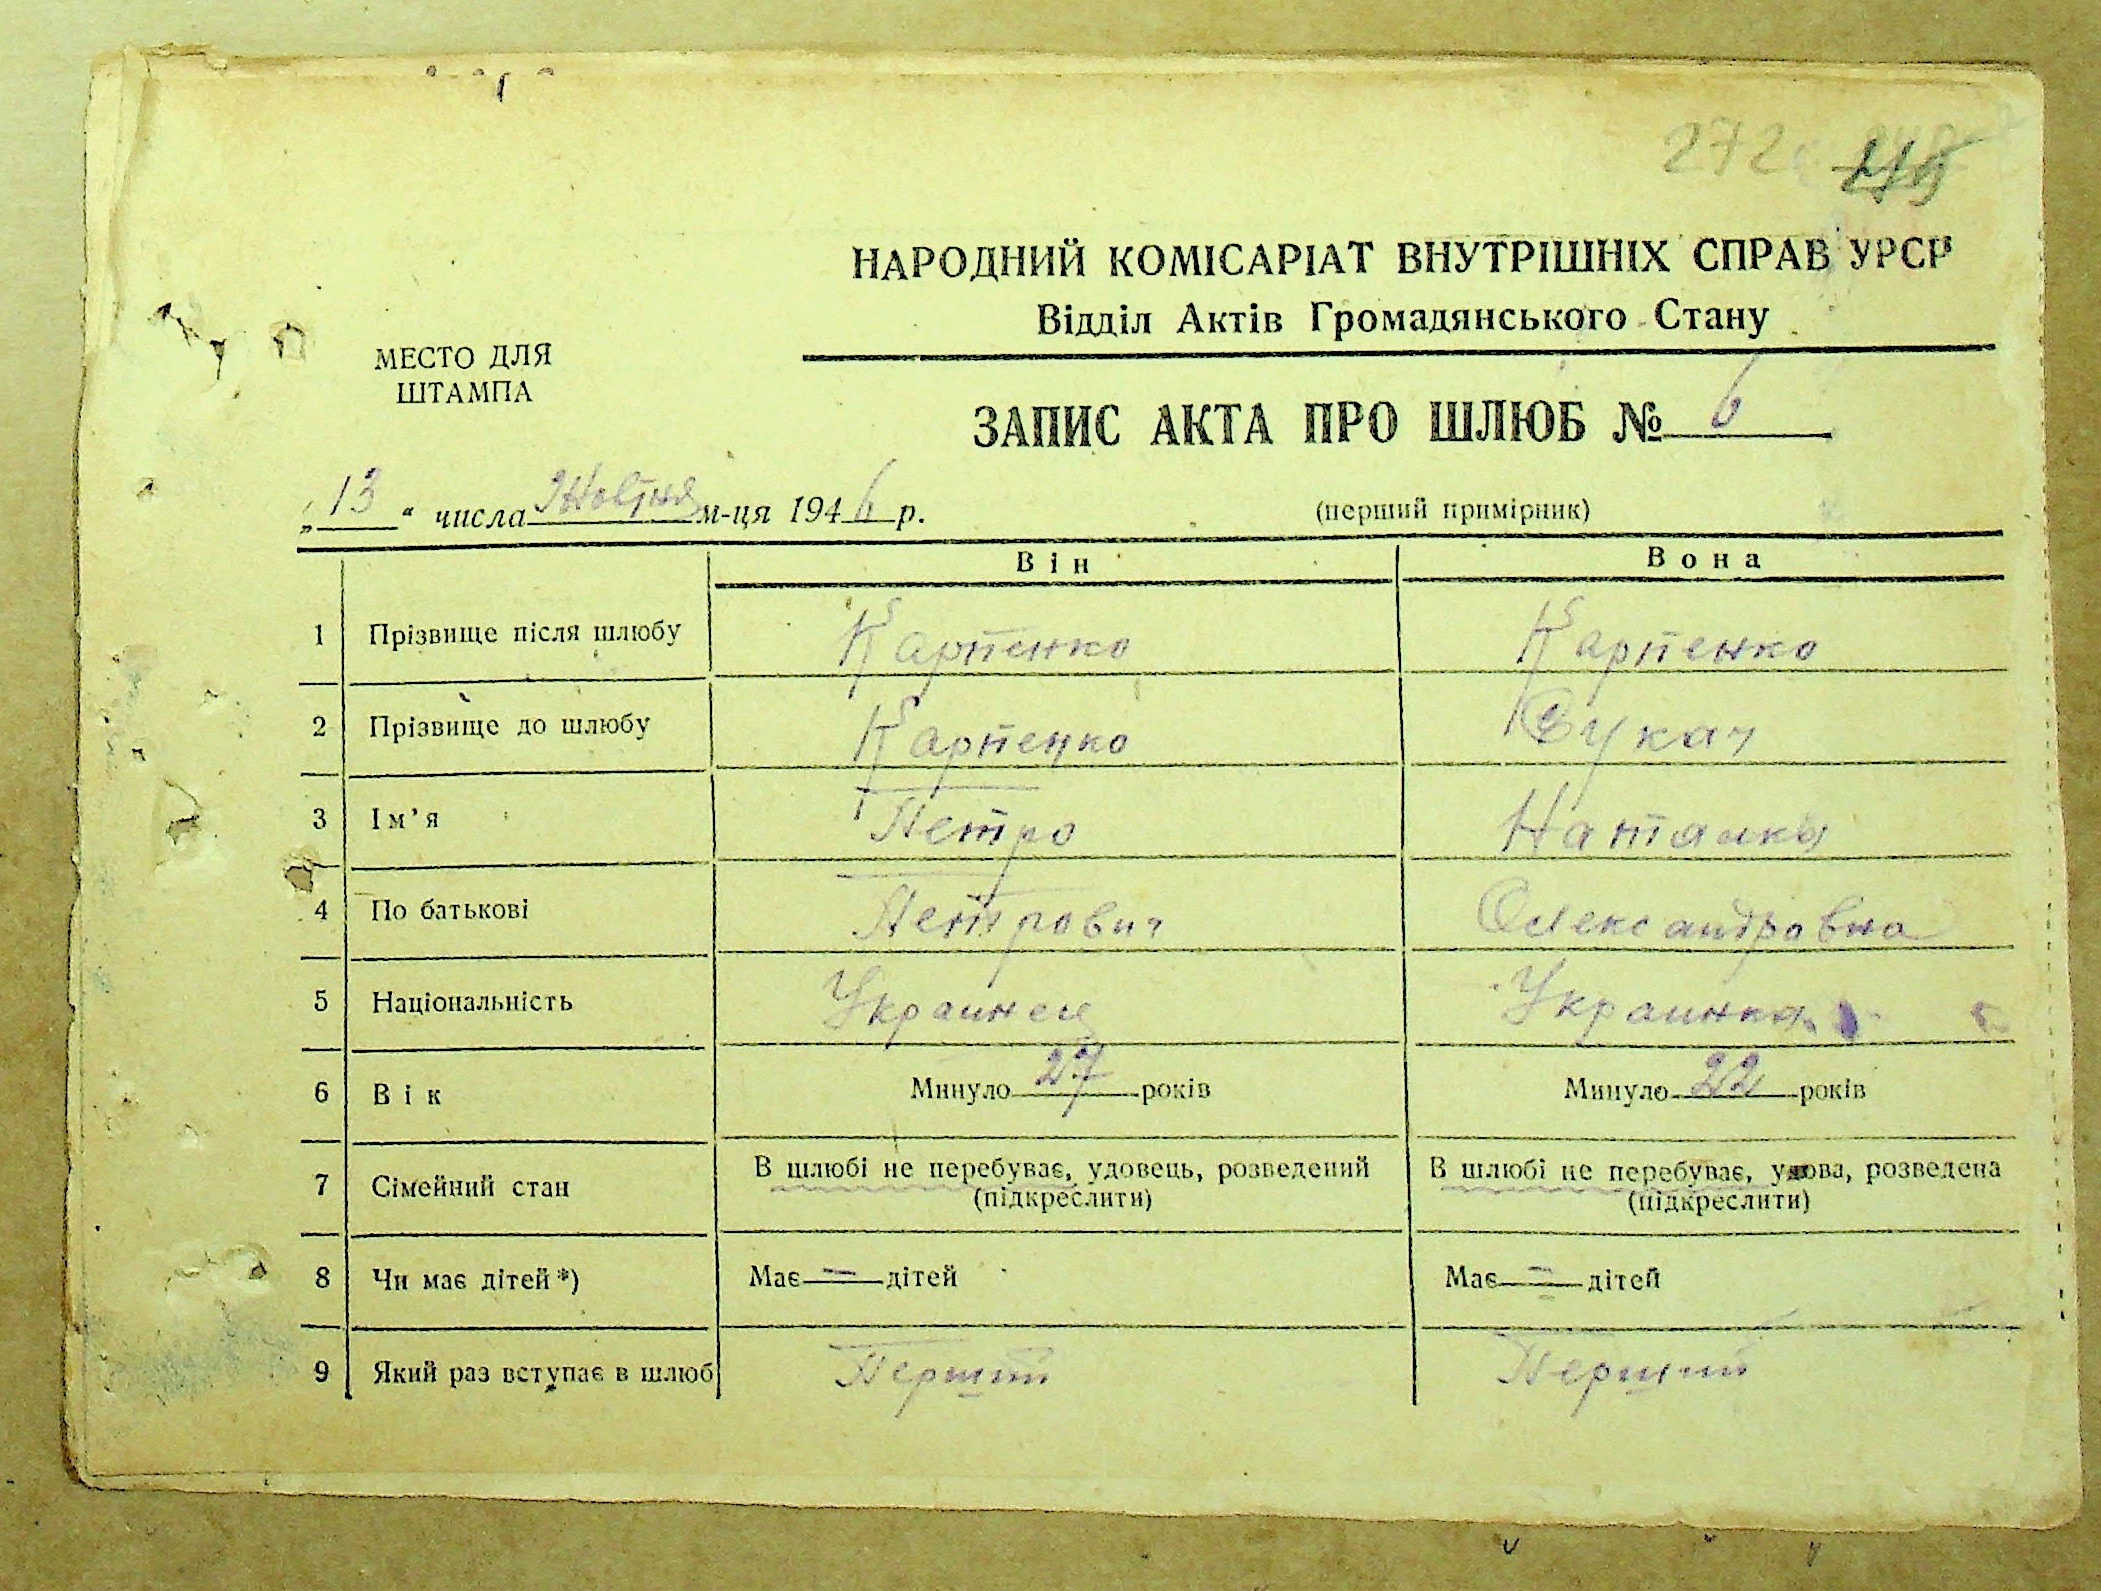 272
НАРОДНИЙ КОМІСАРІАТ ВНУТРІШНІХ СПРАВ УРСР
Відділ Актів Громадянського Стану
МЕСТО ДЛЯ
ШТАМПА
ЗАПИС АКТА ПРО ШЛЮБ № 6
„13“ числа Жовтня м-ця 1946 р.
(перший примірник)
Він Вона
1 Прізвище після шлюбу Карпенко Карпенко
2 Прізвище до шлюбу Карпенко
3 Ім’я Петро Наталка
4 По батькові Петрович Олександровна
5 Національність Украинец Украинка
6 Вік Минуло 27 років Минуло 22 років
7 Сімейний стан В шлюбі не перебуває, удовець, розведений (підкреслити) В шлюбі не перебуває, удова, розведена (підкреслити)
8 Чи має дітей*) Має — дітей Має — дітей
9 Який раз вступає в шлюб Перший Перший